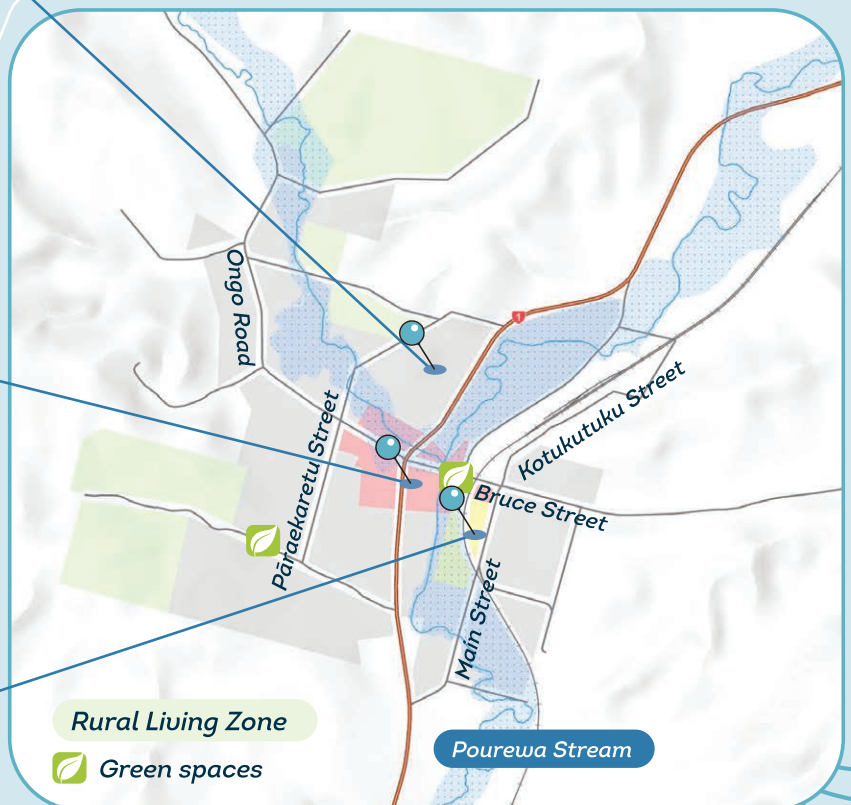 Ongo Road
1
Kotukutuku Street
Pāraekaretu Street
Bruce Street
Main Street
Rural Living Zone
Green spaces
Pourewa Stream